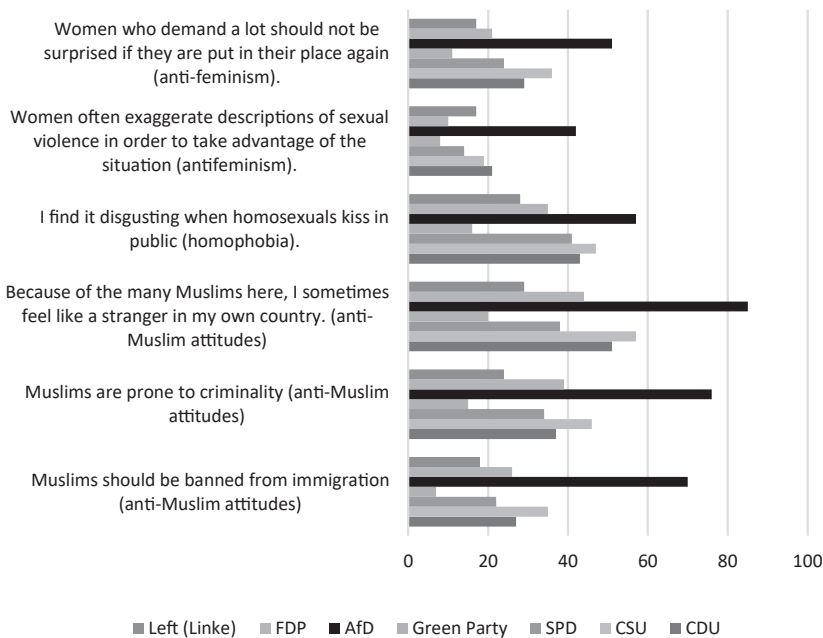 Women who demand a lot should not be
surprised if they are put in their place again
(anti-feminism).
Women often exaggerate descriptions of sexual
violence in order to take advantage of the
situation (antifeminism).
I find it disgusting when homosexuals kiss in
public (homophobia).
Because of the many Muslims here, I sometimes
feel like a stranger in my own country. (anti-
Muslim attitudes)
Muslims are prone to criminality (anti-Muslim
attitudes)
Muslims should be banned from immigration
(anti-Muslim attitudes)
0 20 40 60 80 100
Left (Linke) FDP AfD Green Party SPD CSU CDU